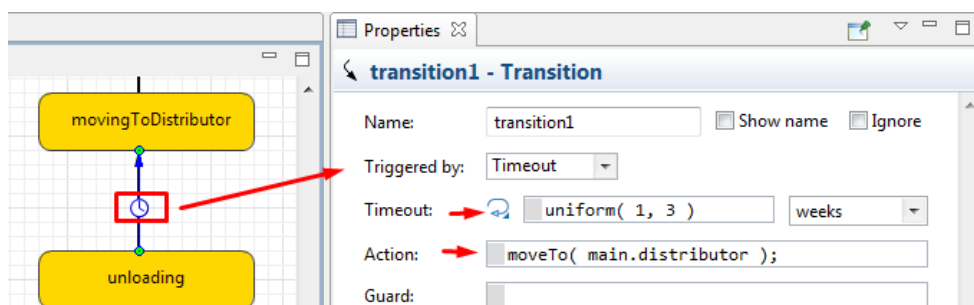 Properties
transition1 - Transition
movingToDistributor
Name: transition1 Show name Ignore
Triggered by: Timeout
Timeout: uniform( 1, 3 ) weeks
Action: moveTo( main.distributor );
unloading
Guard: